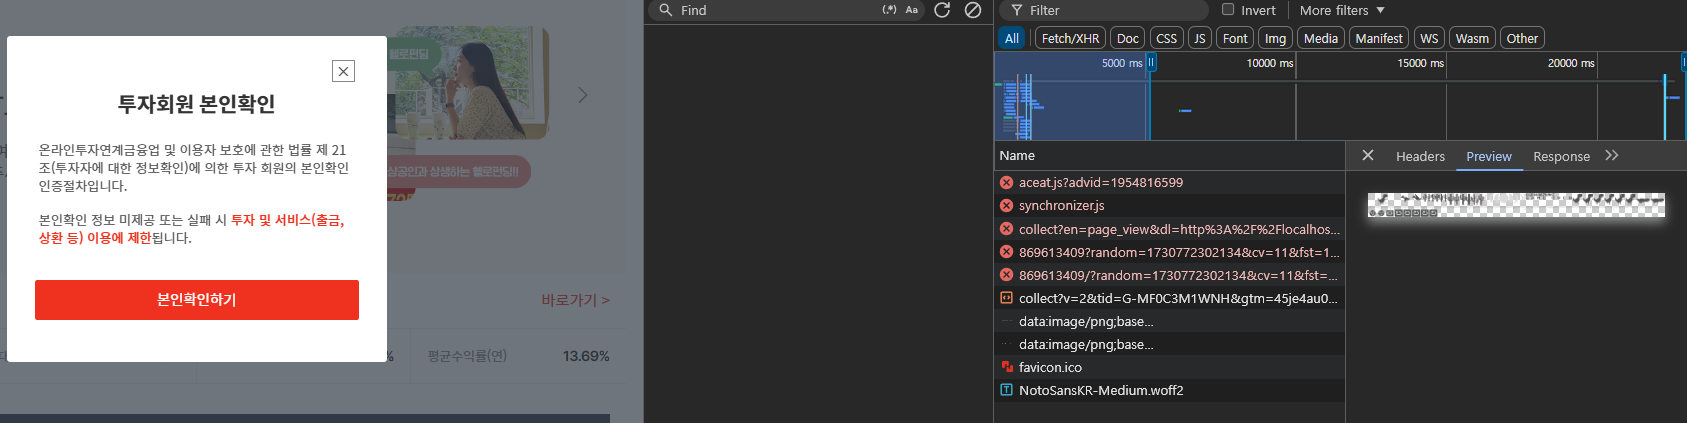 헬로펀딩
상공인과 상생하는 헬로펀딩!!
투자회원 본인확인
온라인투자연계금융업 및 이용자 보호에 관한 법률 제 21
조(투자자에 대한 정보확인)에 의한 투자 회원의 본인확인
인증절차입니다.
본인확인 정보 미제공 또는 실패 시 투자 및 서비스(출금,
상환 등) 이용에 제한됩니다.
본인확인하기
바로가기 >
%
평균수익률(연)
13.69%
Find
(.*)
Aa
Filter
Invert
More filters
All
Fetch/XHR
Doc
CSS
JS
Font
Img
Media
Manifest
WS
Wasm
Other
5000 ms
10000 ms
15000 ms
20000 ms
Name
Headers
Preview
Response
aceat.js?advid=1954816599
synchronizer.js
collect?en=page_view&dl=http%3A%2F%2Flocalhos...
869613409?random=1730772302134&cv=11&fst=1...
869613409/?random=1730772302134&cv=11&fst=...
collect?v=2&tid=G-MF0C3M1WNH&gtm=45je4au0...
data:image/png;base...
data:image/png;base...
favicon.ico
NotoSansKR-Medium.woff2